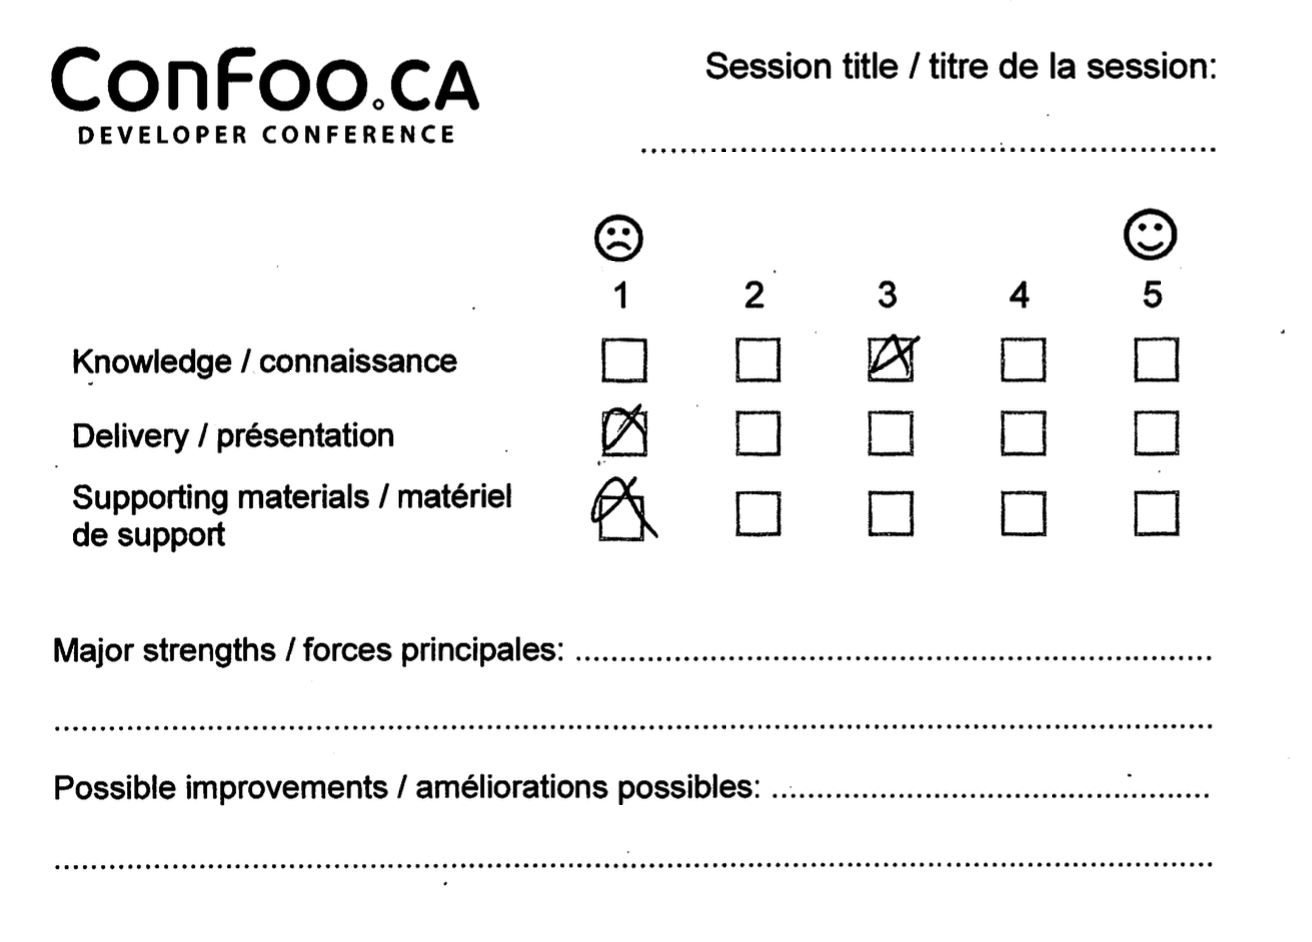 ConFoo.CA
DEVELOPER CONFERENCE
Session title / titre de la session:
1 2 3 4 5
Knowledge / connaissance
Delivery / présentation
Supporting materials / matériel
de support
Major strengths / forces principales:
Possible improvements / améliorations possibles: